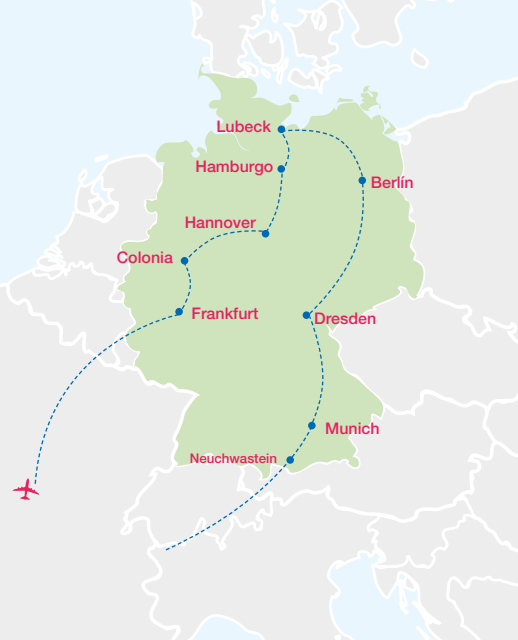 Lubeck
Hamburgo
Berlín
Hannover
Colonia
Frankfurt
Dresden
Munich
Neuchwastein